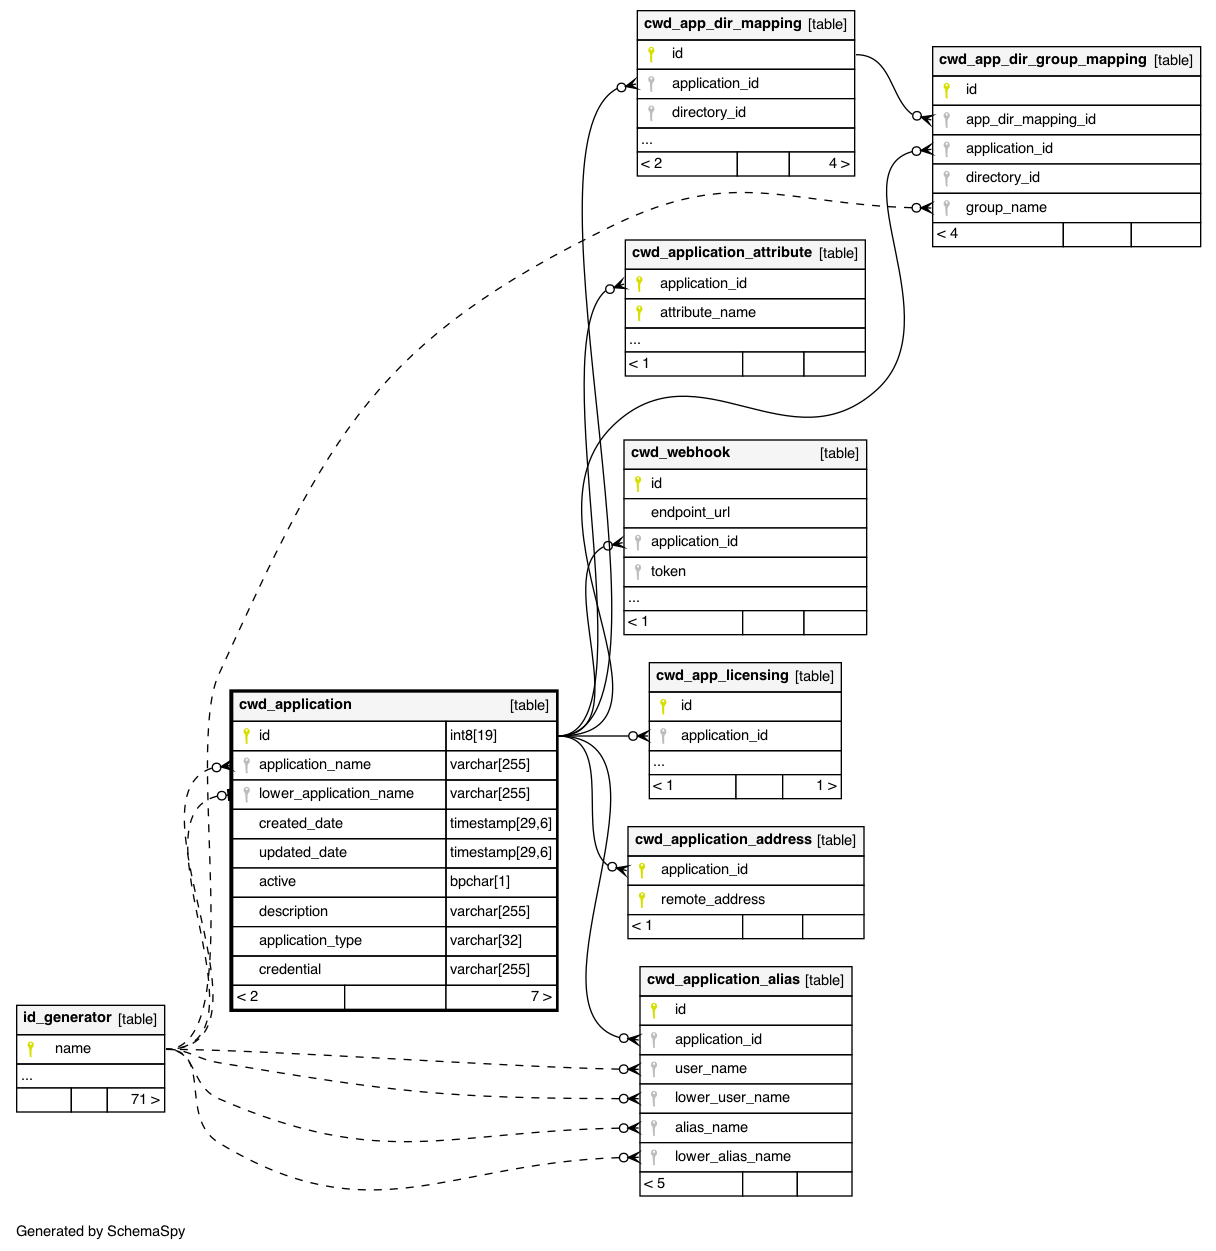 cwd_app_dir_mapping [table]
id
application_id
directory_id
...
< 2 4 >
cwd_app_dir_group_mapping [table]
id
app_dir_mapping_id
application_id
directory_id
group_name
< 4
cwd_application_attribute [table]
application_id
attribute_name
...
< 1
cwd_webhook [table]
id
endpoint_url
application_id
token
...
< 1
cwd_app_licensing [table]
id
application_id
...
< 1 1 >
cwd_application [table]
id int8[19]
application_name varchar[255]
lower_application_name varchar[255]
created_date timestamp[29,6]
updated_date timestamp[29,6]
active bpchar[1]
description varchar[255]
application_type varchar[32]
credential varchar[255]
< 2 7 >
cwd_application_address [table]
application_id
remote_address
< 1
cwd_application_alias [table]
id
application_id
user_name
lower_user_name
alias_name
lower_alias_name
< 5
id_generator [table]
name
...
71 >
Generated by SchemaSpy